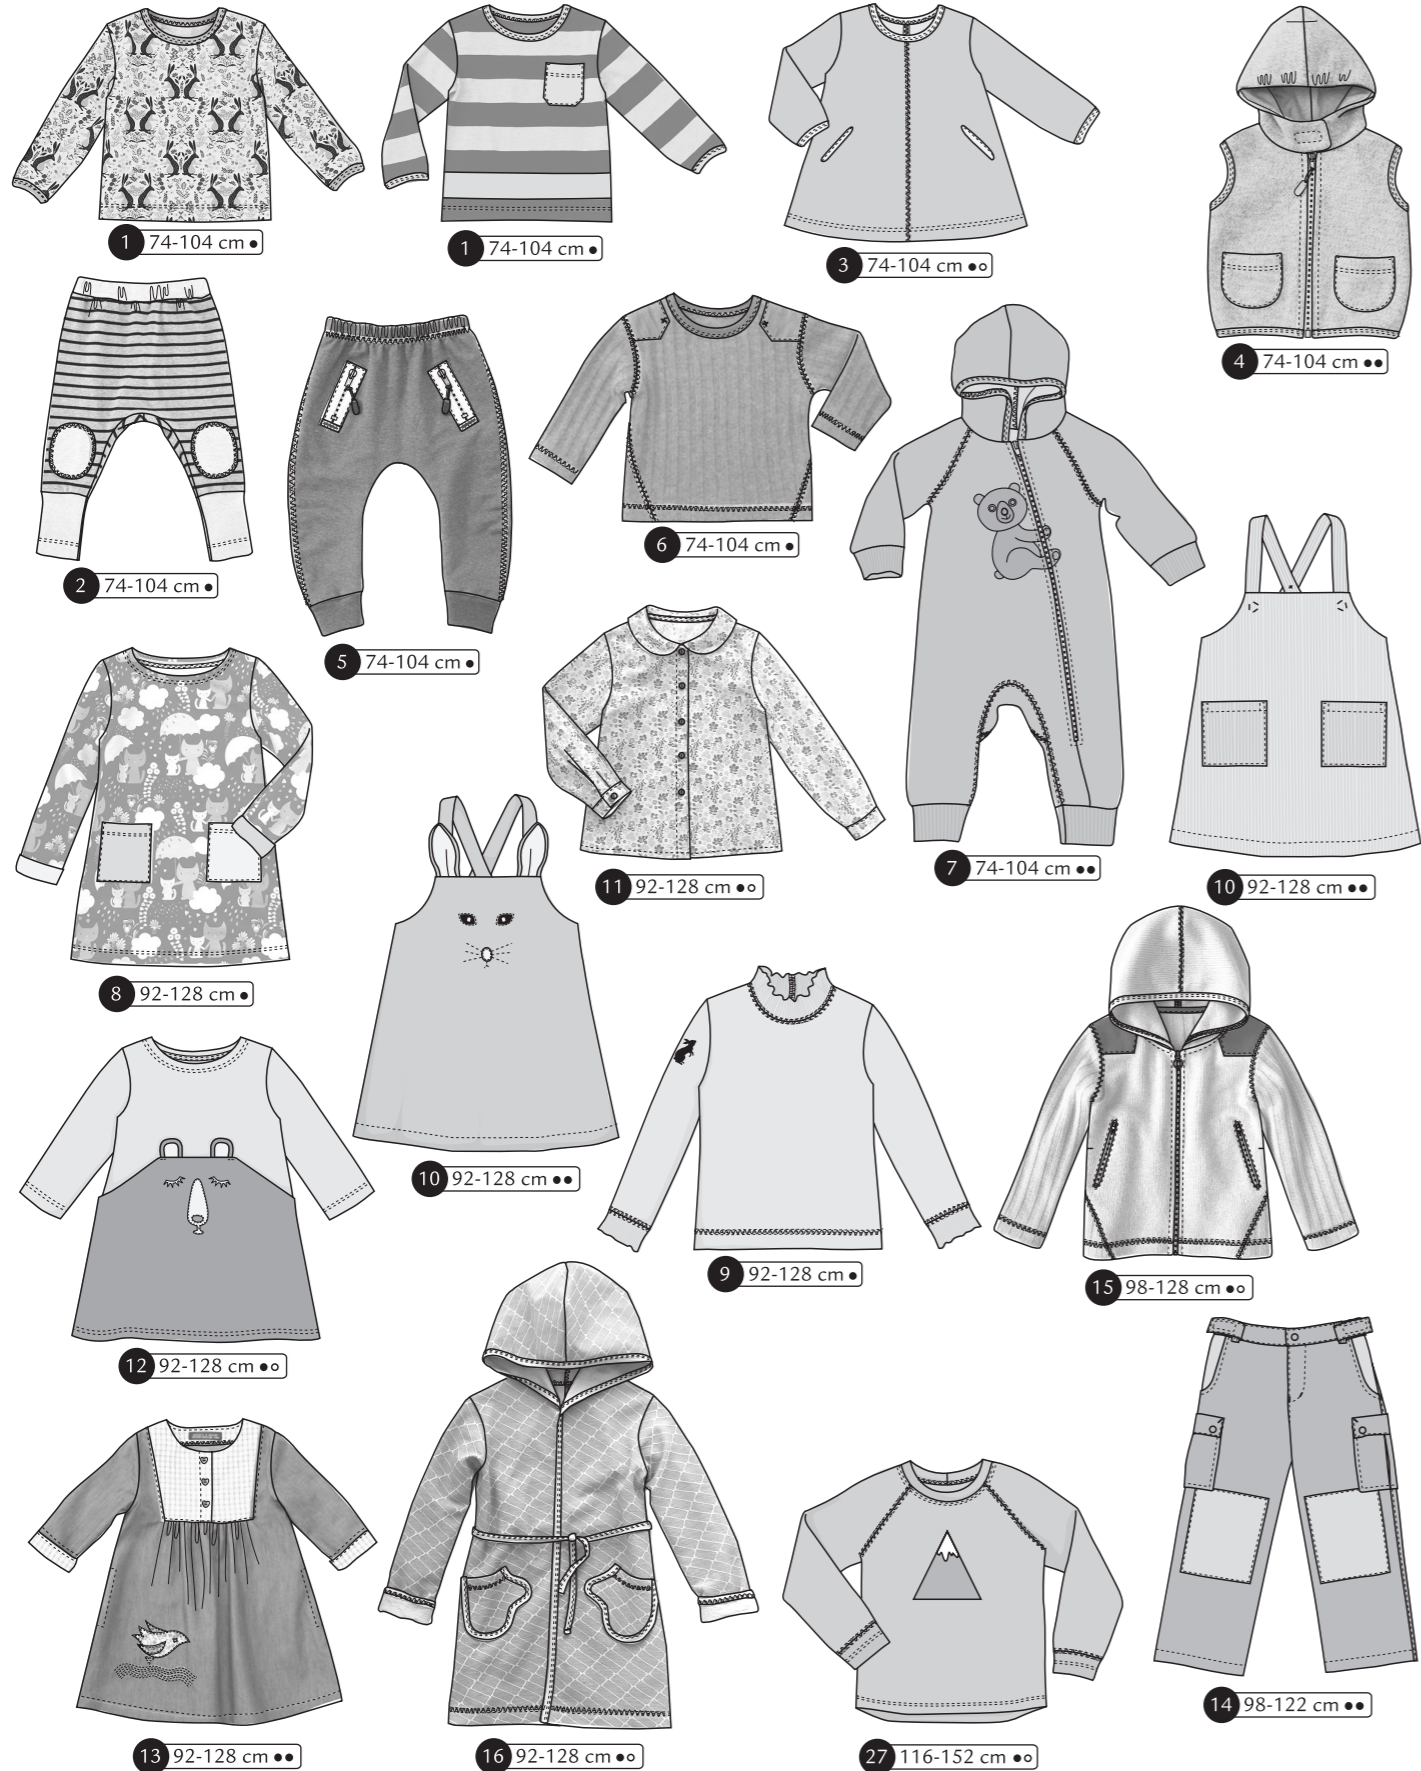 1 74-104 cm ●
1 74-104 cm ●
3 74-104 cm ●○
4 74-104 cm ●●
2 74-104 cm ●
5 74-104 cm ●
6 74-104 cm ●
7 74-104 cm ●●
10 92-128 cm ●●
11 92-128 cm ●○
8 92-128 cm ●
10 92-128 cm ●●
9 92-128 cm ●
15 98-128 cm ●○
12 92-128 cm ●○
13 92-128 cm ●●
16 92-128 cm ●○
27 116-152 cm ●○
14 98-122 cm ●●